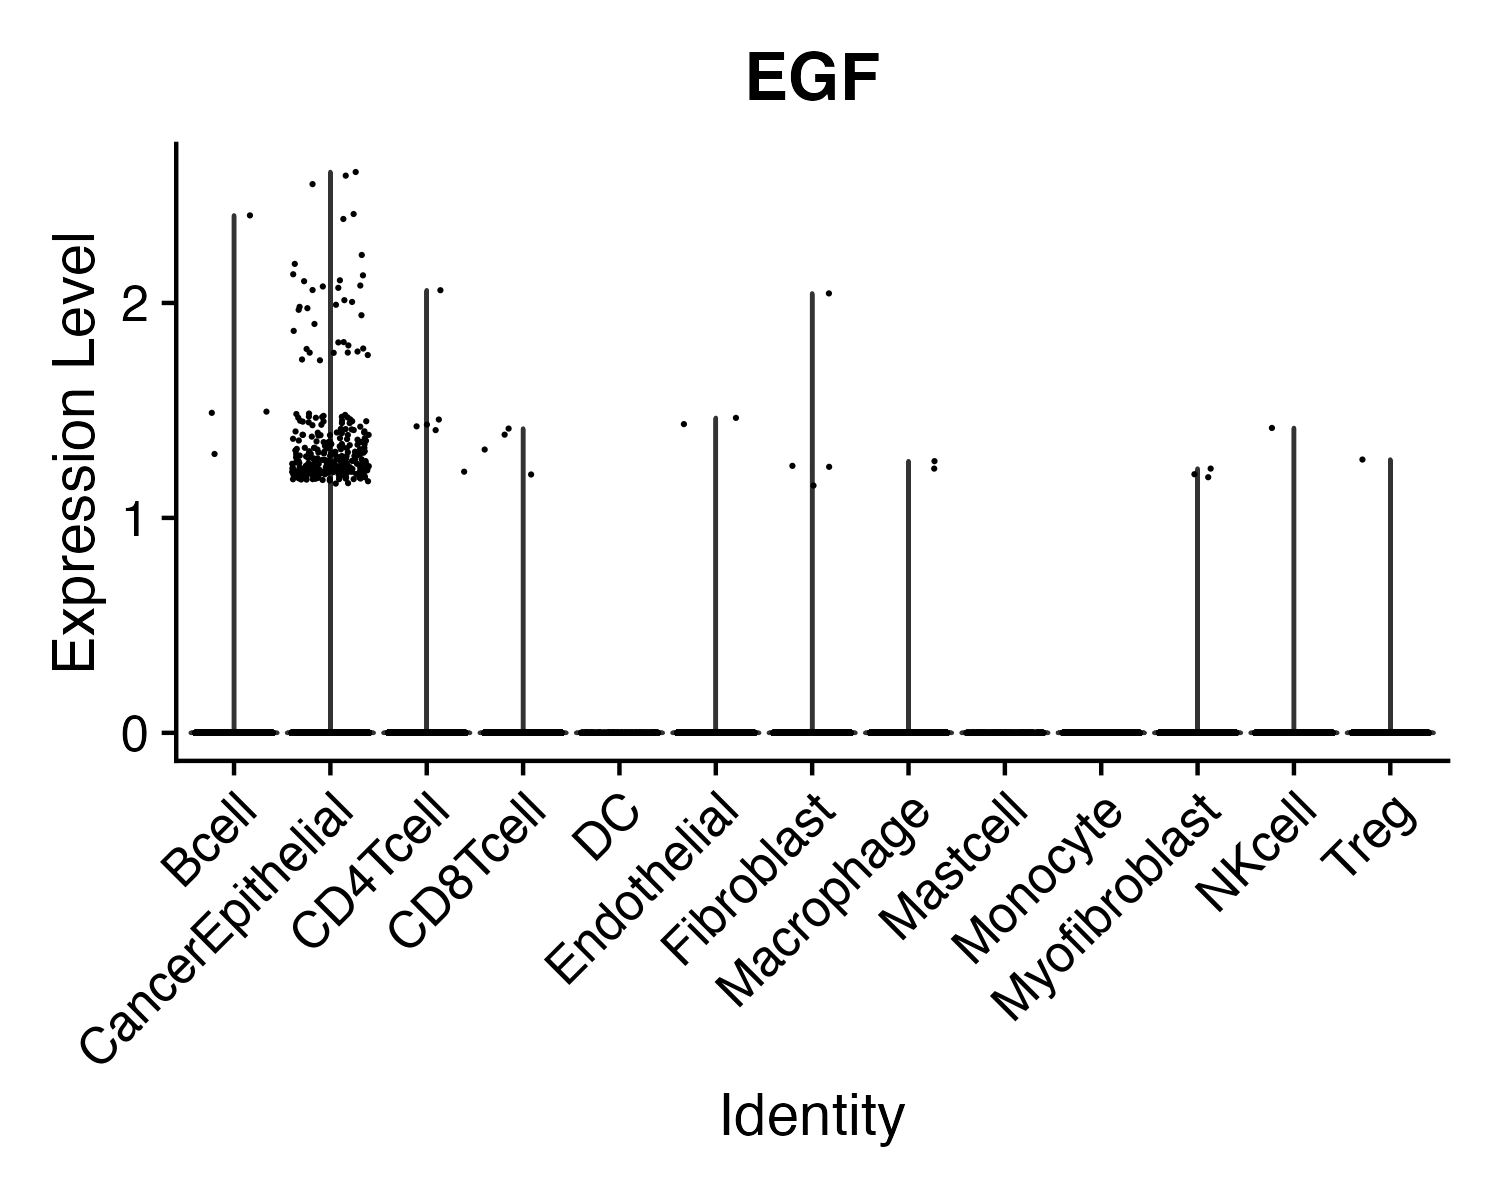 EGF
Expression Level
2
1
0
Bcell
CancerEpithelial
CD4Tcell
CD8Tcell
DC
Endothelial
Fibroblast
Macrophage
Mastcell
Monocyte
Myofibroblast
NKcell
Treg
Identity